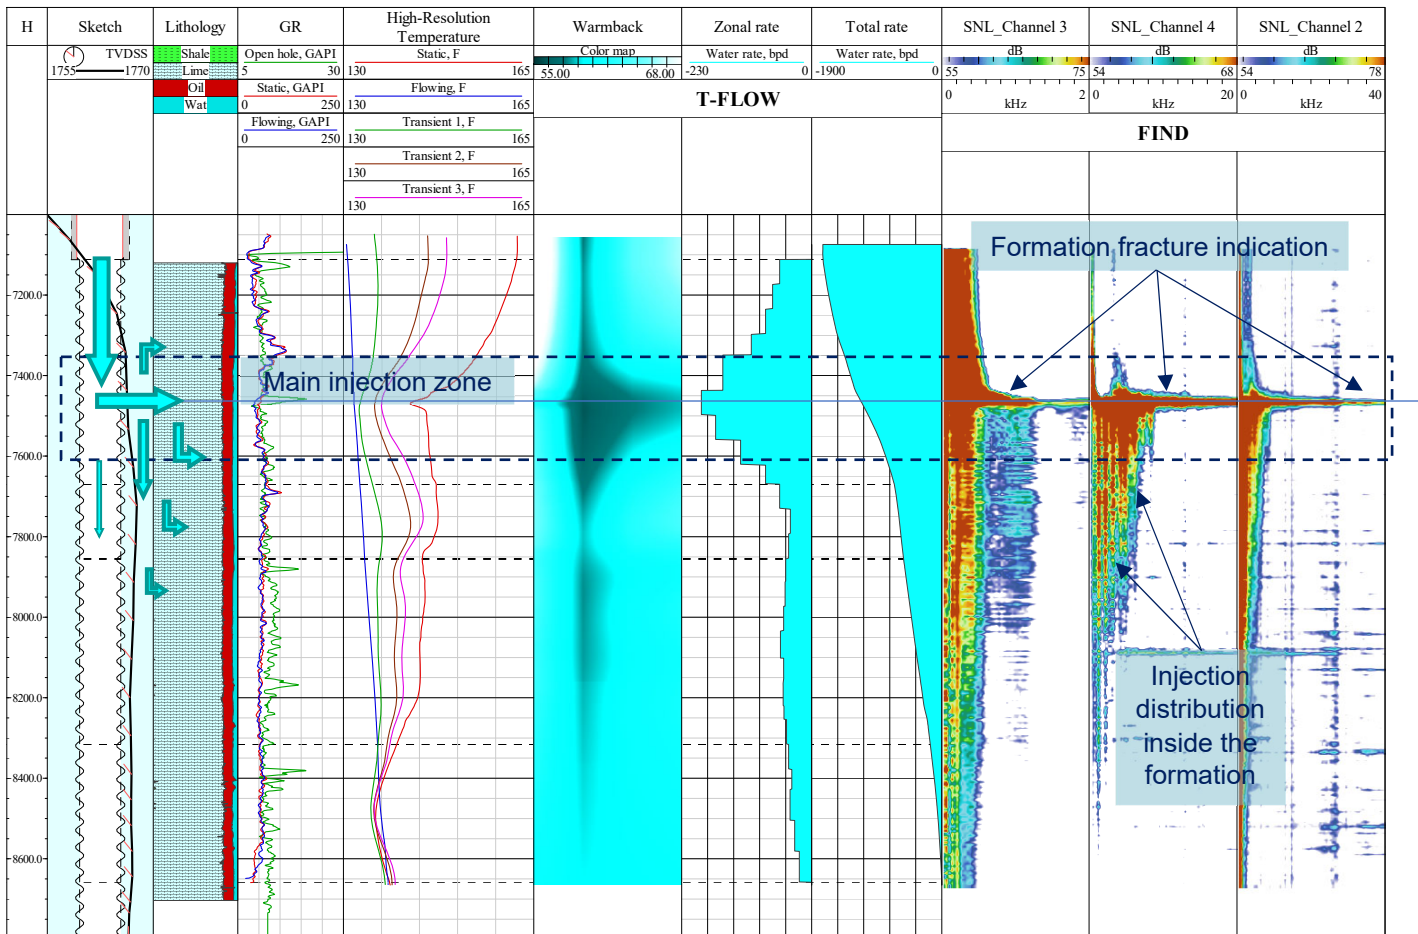 H
Sketch
Lithology
GR
High-Resolution
Temperature
Warmback
Zonal rate
Total rate
SNL_Channel 3
SNL_Channel 4
SNL_Channel 2
TVDSS
1755
1770
Shale
Lime
Oil
Wat
Open hole, GAPI
5
30
Static, GAPI
0
250
Flowing, GAPI
0
250
Static, F
130
165
Flowing, F
130
165
Transient 1, F
130
165
Transient 2, F
130
165
Transient 3, F
130
165
Color map
55.00
68.00
Water rate, bpd
-230
0
Water rate, bpd
-1900
0
T-FLOW
dB
55
75
0
kHz
2
dB
54
68
0
kHz
20
dB
54
78
0
kHz
40
FIND
Formation fracture indication
7200.0
7400.0
Main injection zone
7600.0
7800.0
8000.0
8200.0
8400.0
8600.0
Injection
distribution
inside the
formation